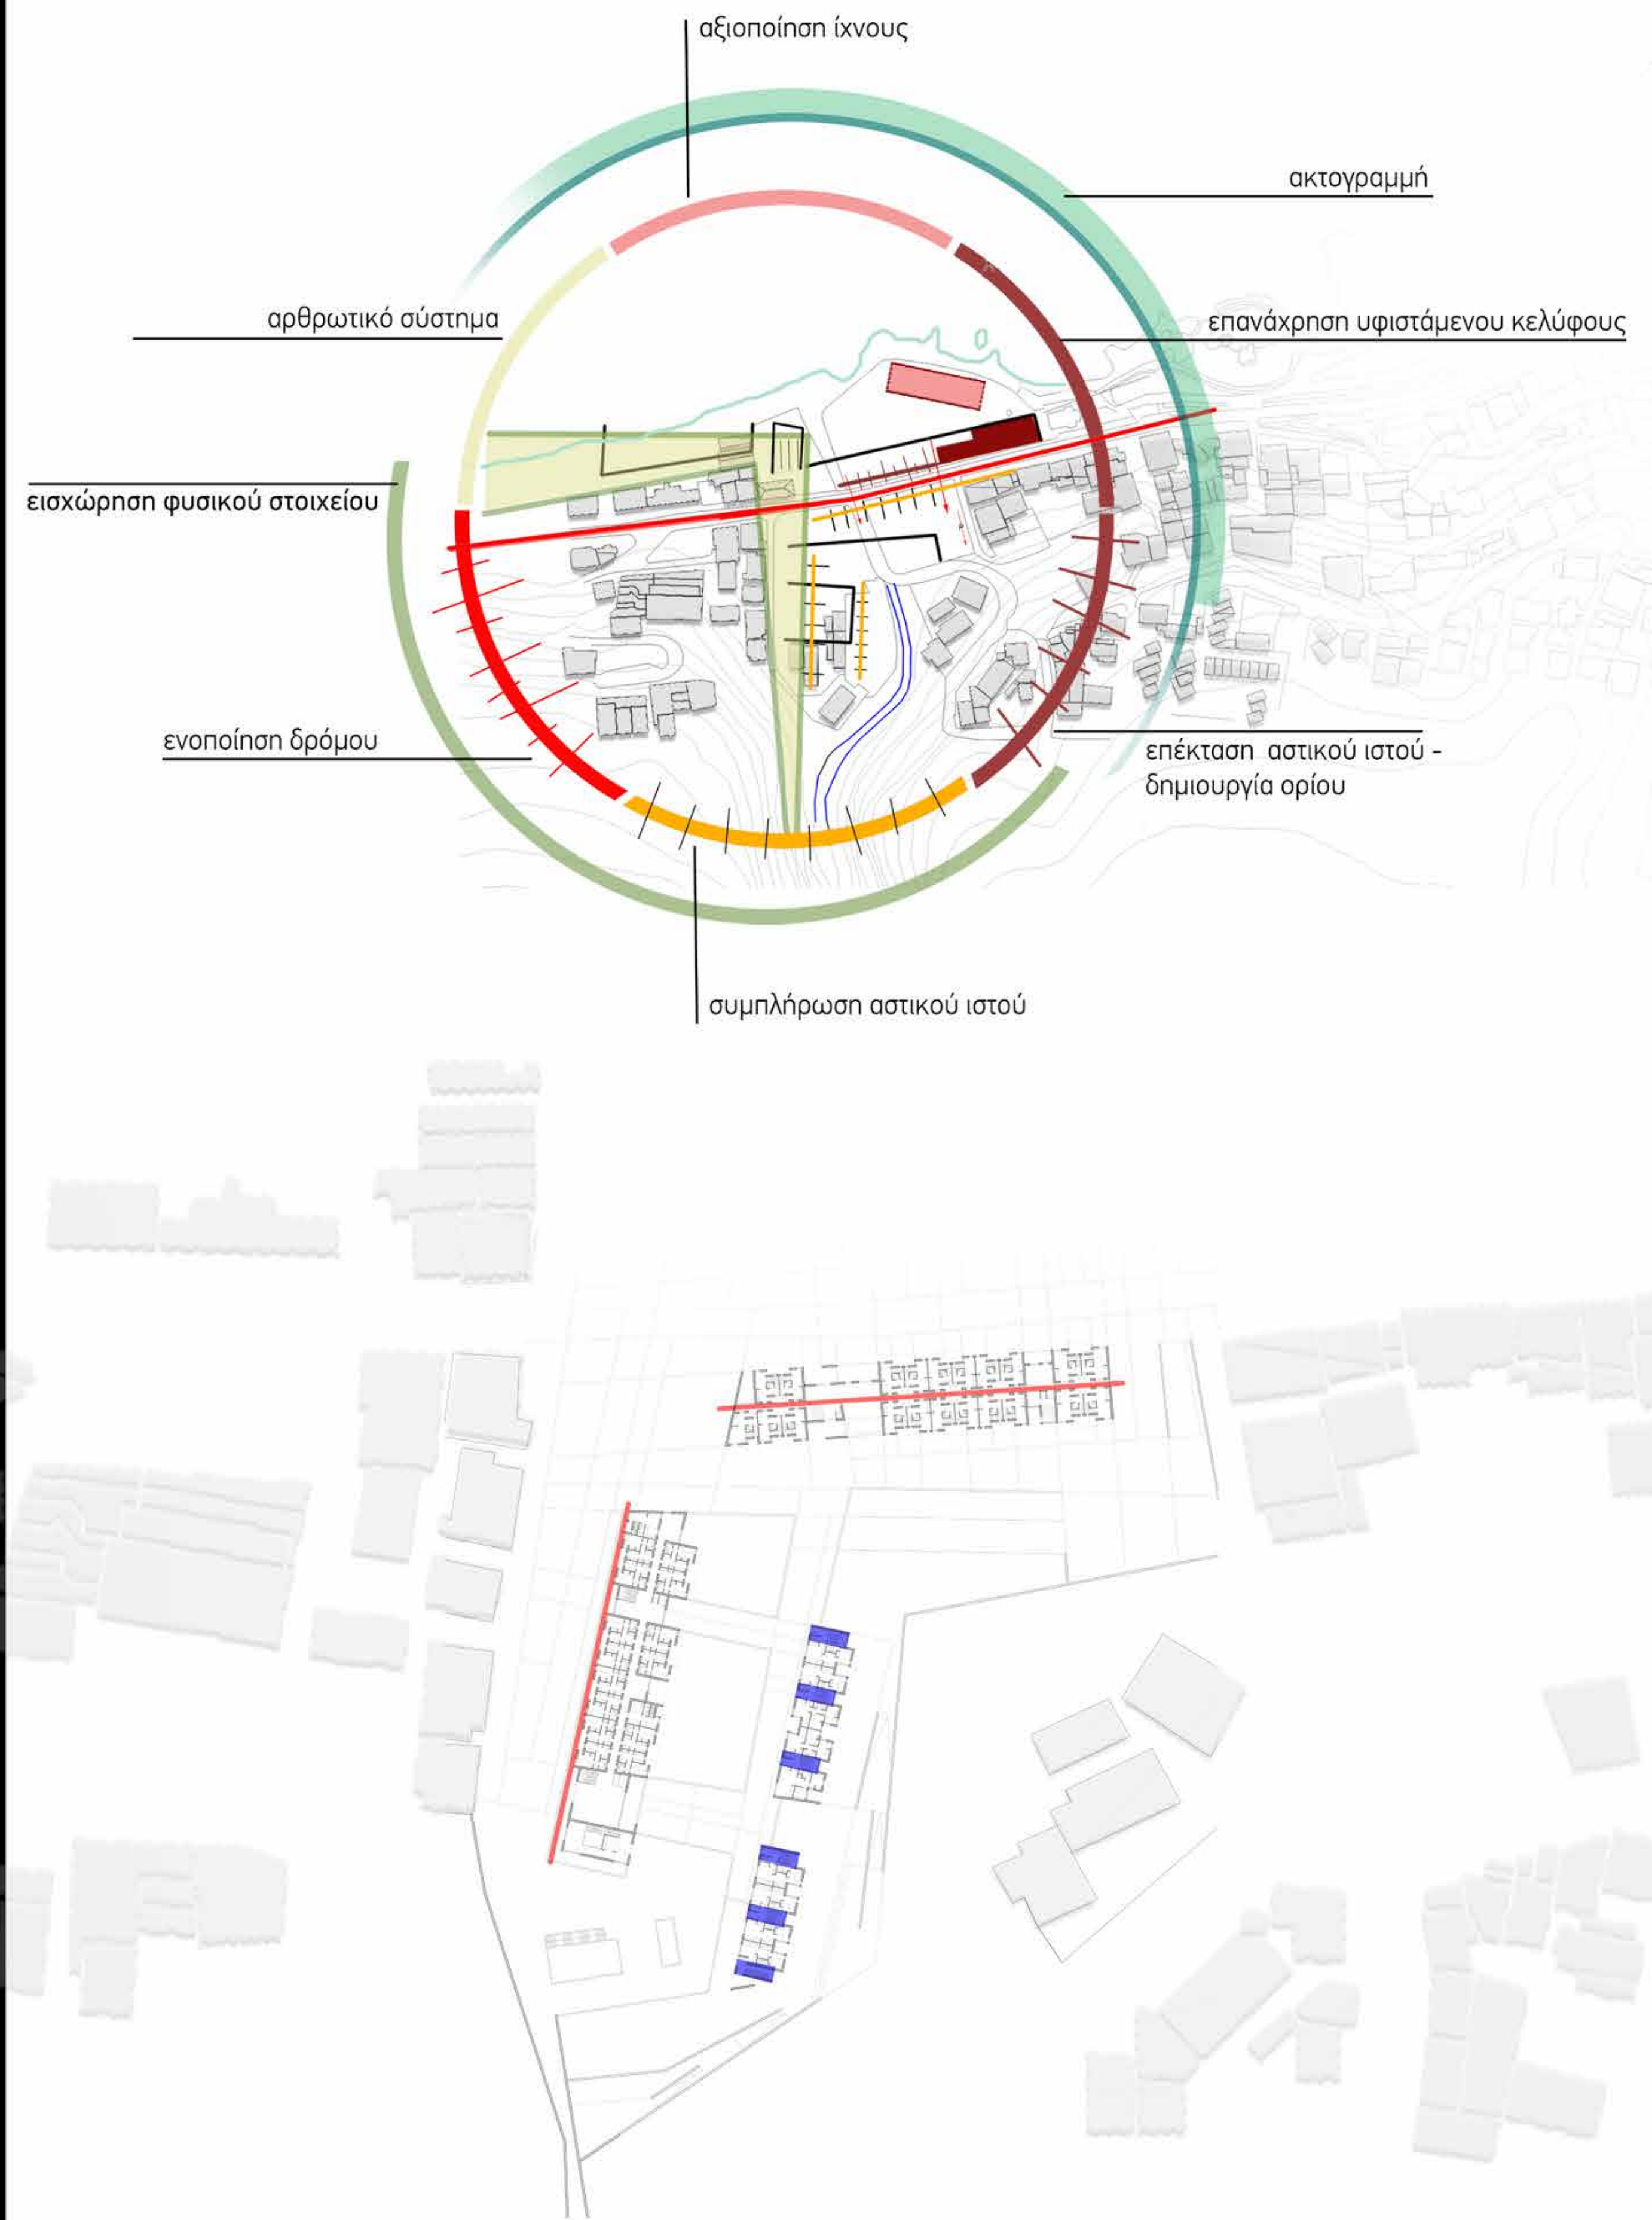 αξιοποίηση ίχνους
ακτογραμμή
αρθρωτικό σύστημα
επανάχρηση υφιστάμενου κελύφους
εισχώρηση φυσικού στοιχείου
ενοποίηση δρόμου
επέκταση αστικού ιστού -
δημιουργία ορίου
συμπλήρωση αστικού ιστού